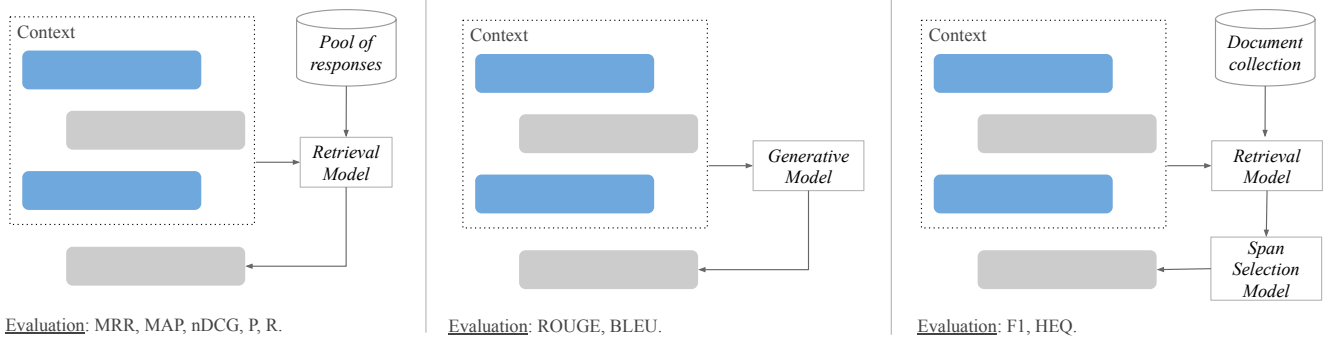 Context
Pool of
responses
Retrieval
Model
Evaluation: MRR, MAP, nDCG, P, R.
Context
Generative
Model
Evaluation: ROUGE, BLEU.
Context
Document
collection
Retrieval
Model
Span
Selection
Model
Evaluation: F1, HEQ.